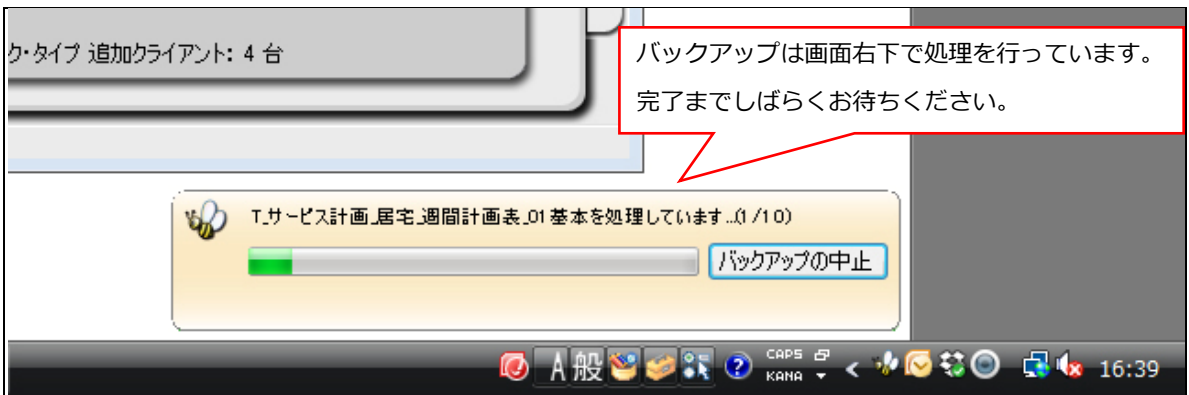 ク・タイプ 追加クライアント: 4 台
バックアップは画面右下で処理を行っています。
完了までしばらくお待ちください。
T_サービス計画_居宅_週間計画表_01基本を処理しています...(1/10)
バックアップの中止
A 般
CAPS
KANA
16:39